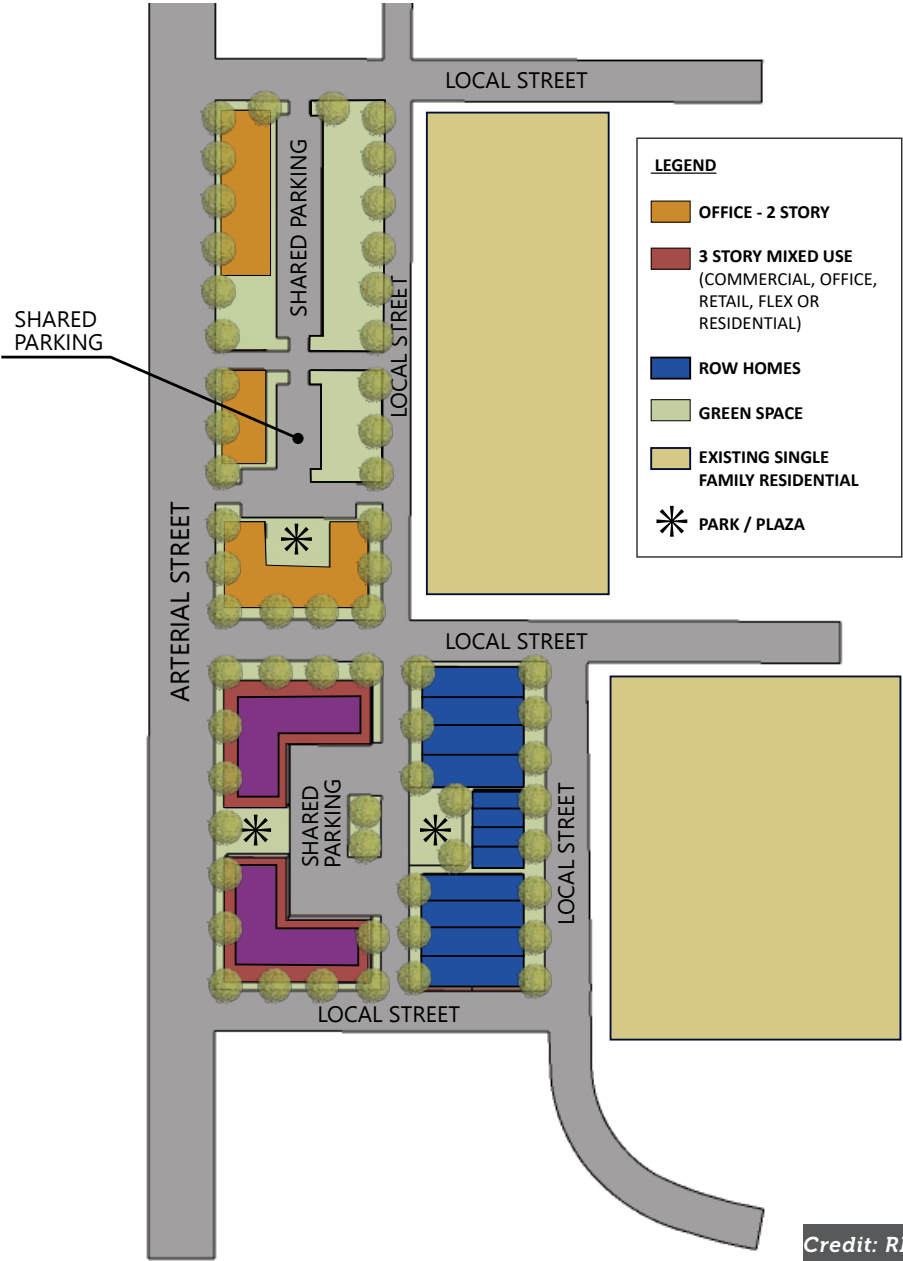 LOCAL STREET
SHARED PARKING
LOCAL STREET
SHARED
PARKING
ARTERIAL STREET
LEGEND
OFFICE - 2 STORY
3 STORY MIXED USE
(COMMERCIAL, OFFICE,
RETAIL, FLEX OR
RESIDENTIAL)
ROW HOMES
GREEN SPACE
EXISTING SINGLE
FAMILY RESIDENTIAL
PARK / PLAZA
LOCAL STREET
SHARED
PARKING
LOCAL STREET
LOCAL STREET
Credit: